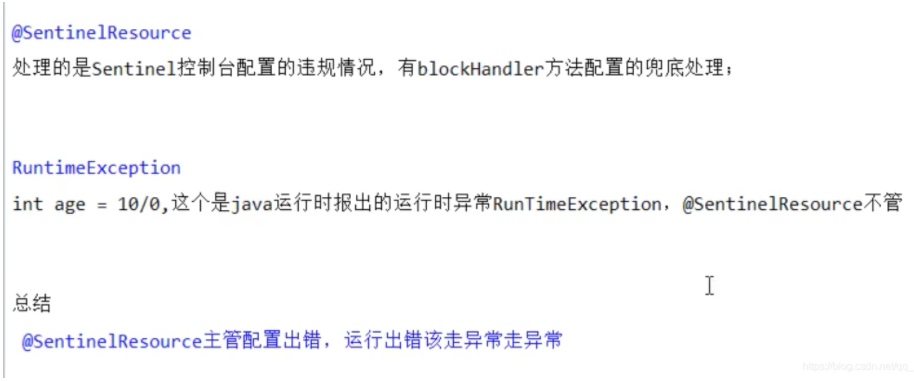 @SentinelResource
处理的是Sentinel控制台配置的违规情况，有blockHandler方法配置的兜底处理；
RuntimeException
int age = 10/0,这个是java运行时报出的运行时异常RunTimeException，@SentinelResource不管
总结
@SentinelResource主管配置出错，运行出错该走异常走异常